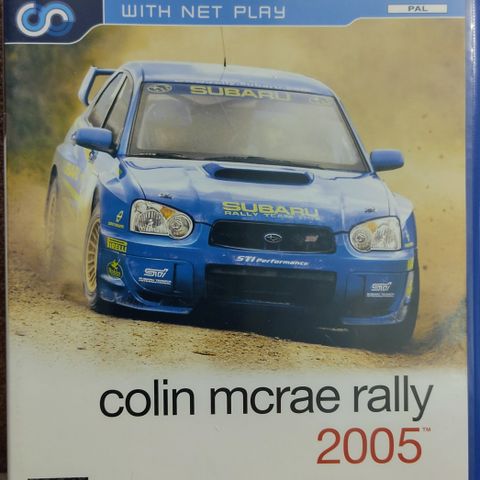 WITH NET PLAY
PAL
SUBARU
SUBARU
RALLY TEAM
STI Performance
PIRELLI
STI
STI
colin mcrae rally
2005™